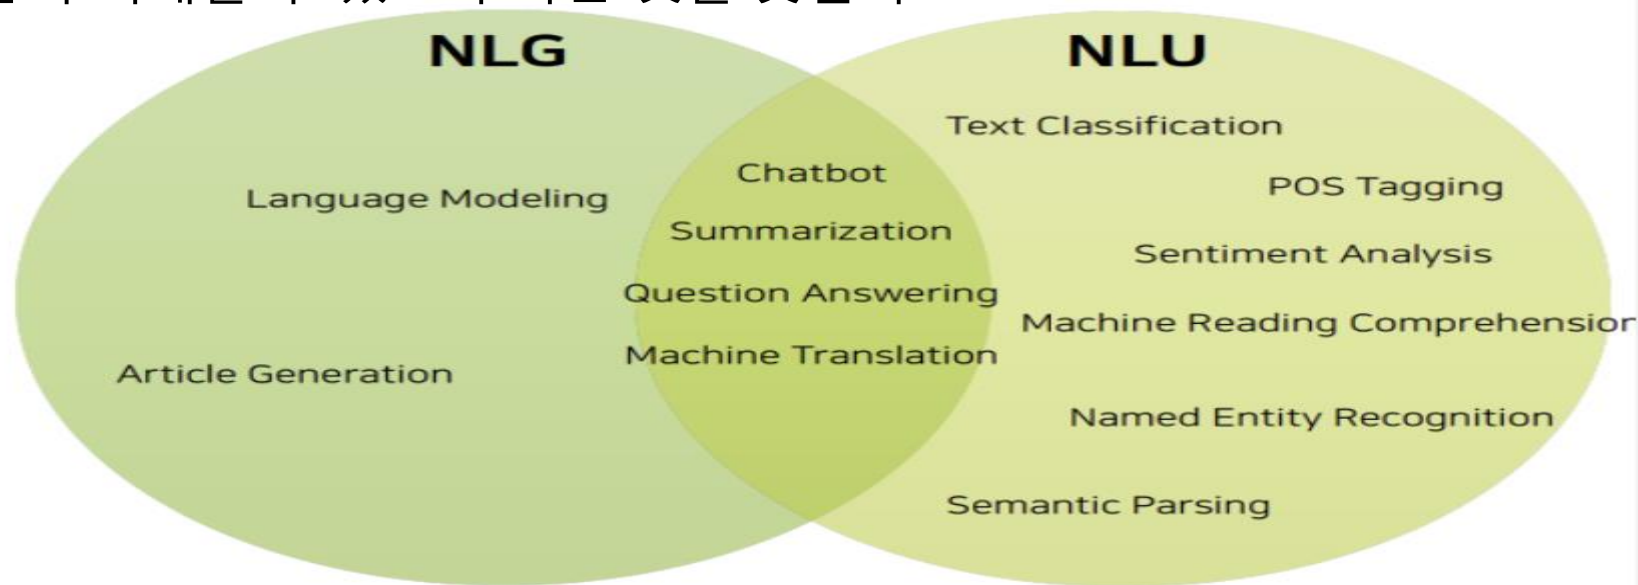 NLG
NLU
Text Classification
Chatbot
POS Tagging
Language Modeling
Summarization
Sentiment Analysis
Question Answering
Machine Reading Comprehension
Machine Translation
Article Generation
Named Entity Recognition
Semantic Parsing